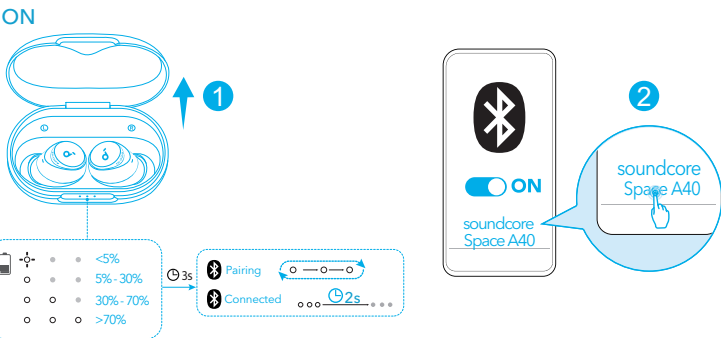 ON
1
<5%
5%-30%
30%-70%
>70%
3s
Pairing
Connected
2s
2
ON
soundcore
Space A40
soundcore
Space A40